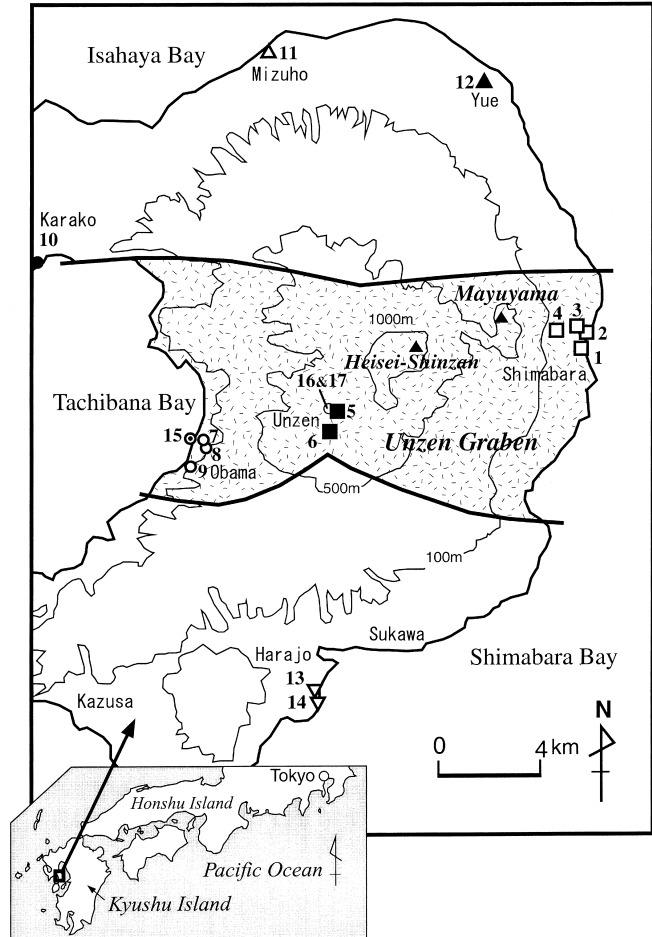 Isahaya Bay
11
Mizuho
12
Yue
Karako
10
Mayuyama
1000m
4
3
2
1
Heisei-Shinzan
Shimabara
16&17
Tachibana Bay
Unzen
5
6
Unzen Graben
15
7
8
9
Obama
500m
100m
Sukawa
Harajo
Shimabara Bay
13
14
Kazusa
N
0
4 km
Tokyo
Honshu Island
Pacific Ocean
Kyushu Island